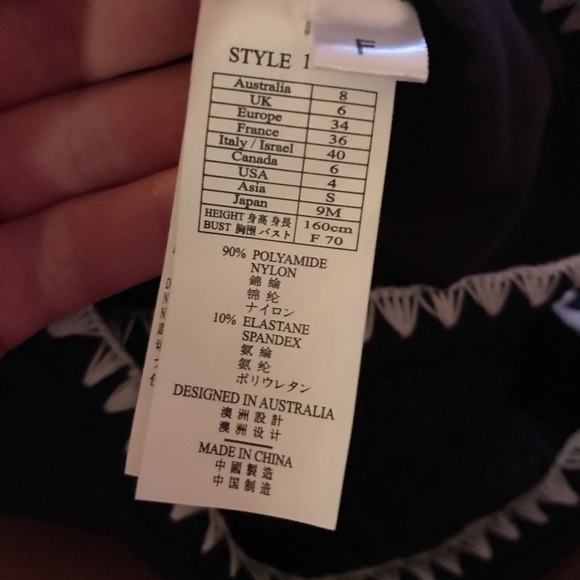 F
STYLE 1
Australia 8
UK 6
Europe 34
France 36
Italy / Israel 40
Canada 6
USA 4
Asia S
Japan 9M
HEIGHT 身高 身長 160cm
BUST 胸圍 バスト F 70
90% POLYAMIDE
NYLON
錦 綸
锦 纶
ナイロン
10% ELASTANE
SPANDEX
氨 綸
氨 纶
ポリウレタン
DESIGNED IN AUSTRALIA
澳 洲 設 計
澳 洲 设 计
MADE IN CHINA
中 國 製 造
中 国 制 造